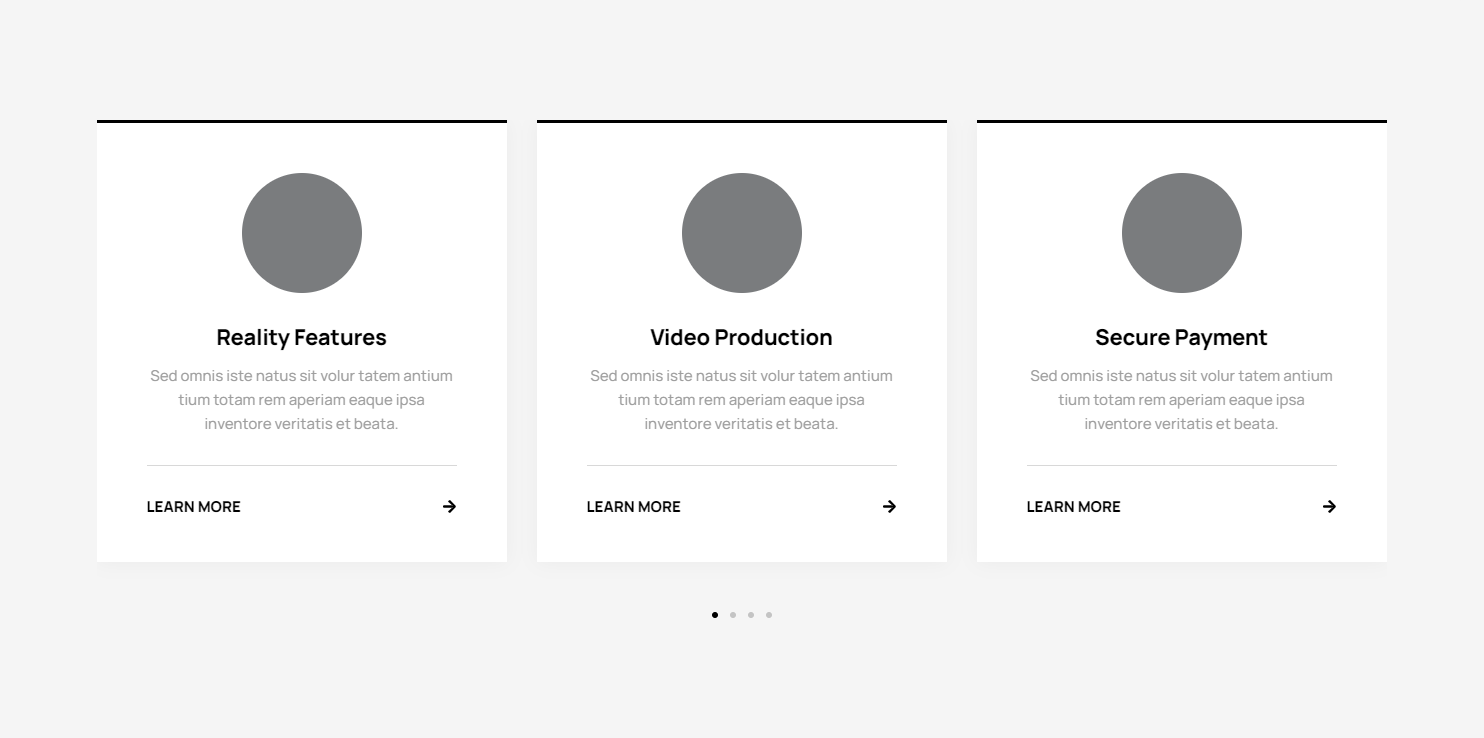 Reality Features
Sed omnis iste natus sit volur tatem antium
tium totam rem aperiam eaque ipsa
inventore veritatis et beata.
LEARN MORE
Video Production
Sed omnis iste natus sit volur tatem antium
tium totam rem aperiam eaque ipsa
inventore veritatis et beata.
LEARN MORE
Secure Payment
Sed omnis iste natus sit volur tatem antium
tium totam rem aperiam eaque ipsa
inventore veritatis et beata.
LEARN MORE